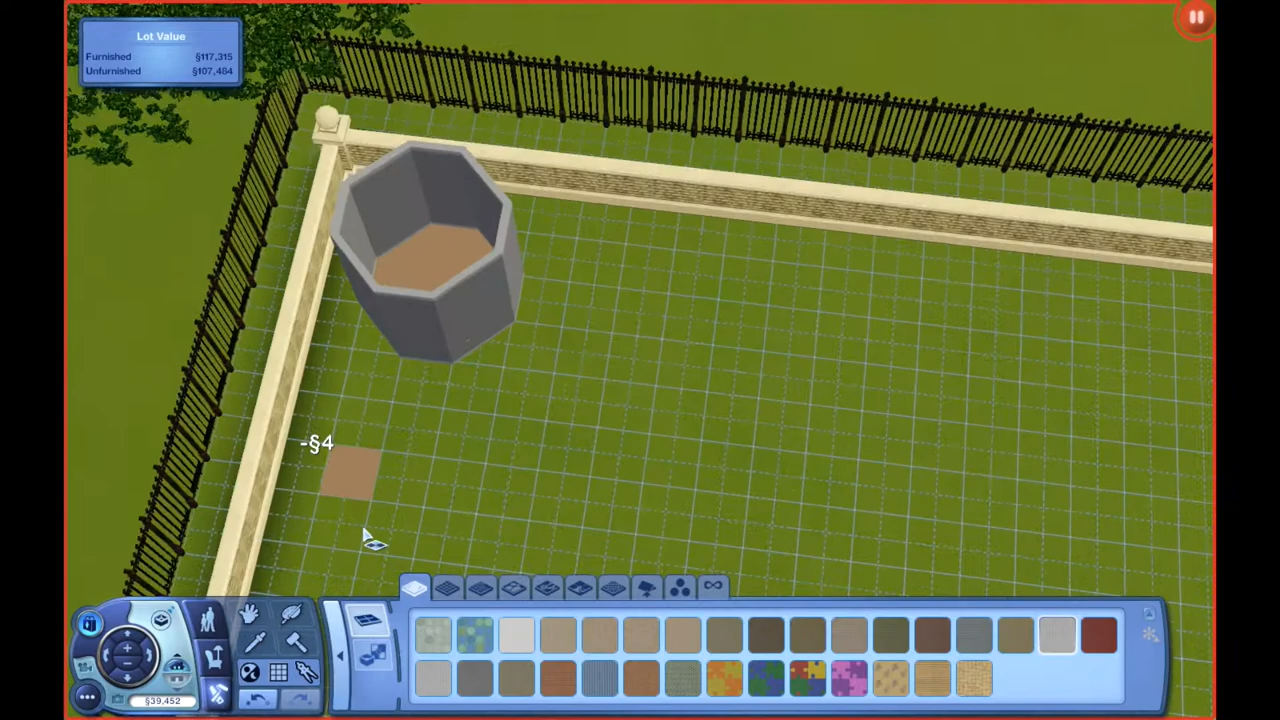 Lot Value
Furnished §117,315
Unfurnished §107,484
-§4
§39,452